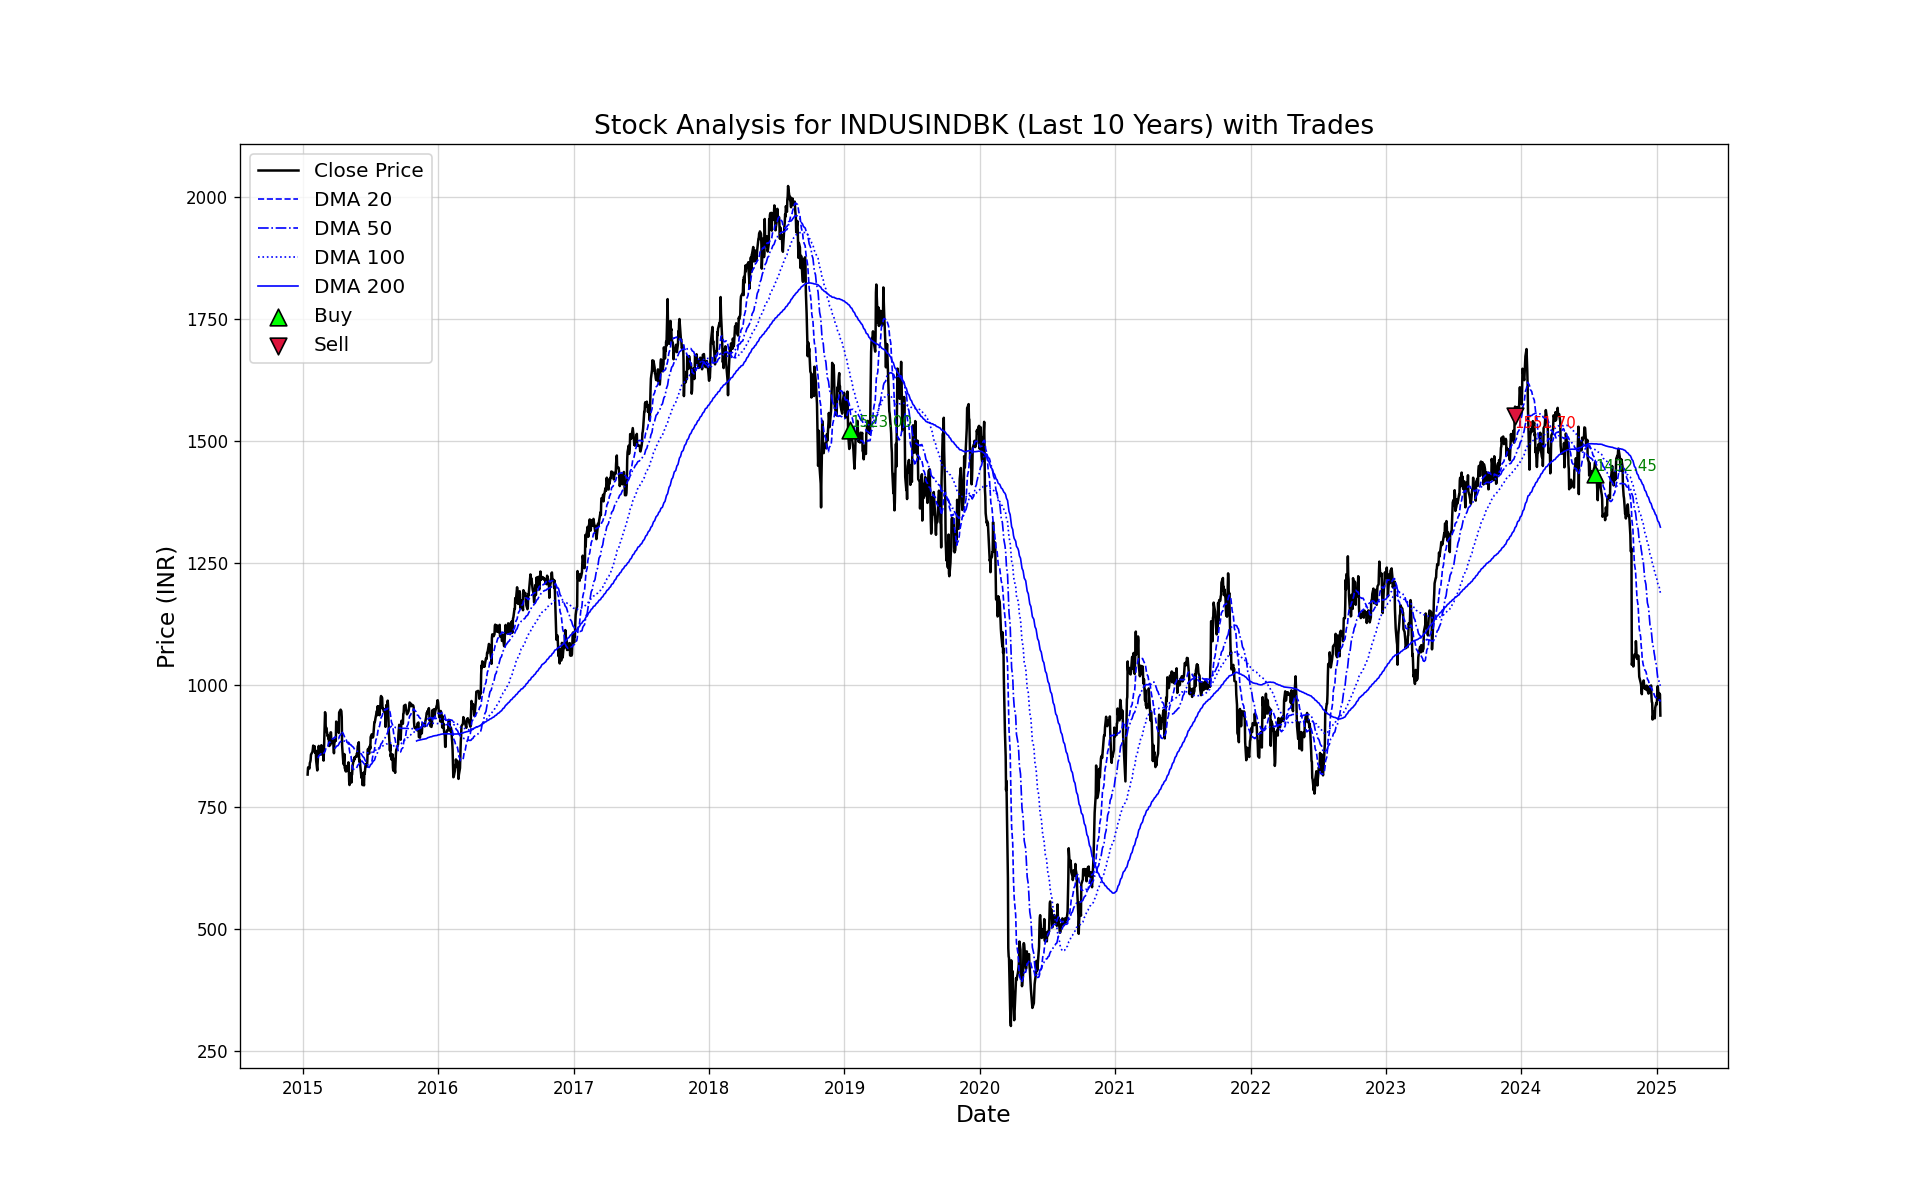 Stock Analysis for INDUSINDBK (Last 10 Years) with Trades
Close Price
DMA 20
DMA 50
DMA 100
DMA 200
Buy
Sell
Price (INR)
2000
1750
1500
1250
1000
750
500
250
2015
2016
2017
2018
2019
2020
2021
2022
2023
2024
2025
Date